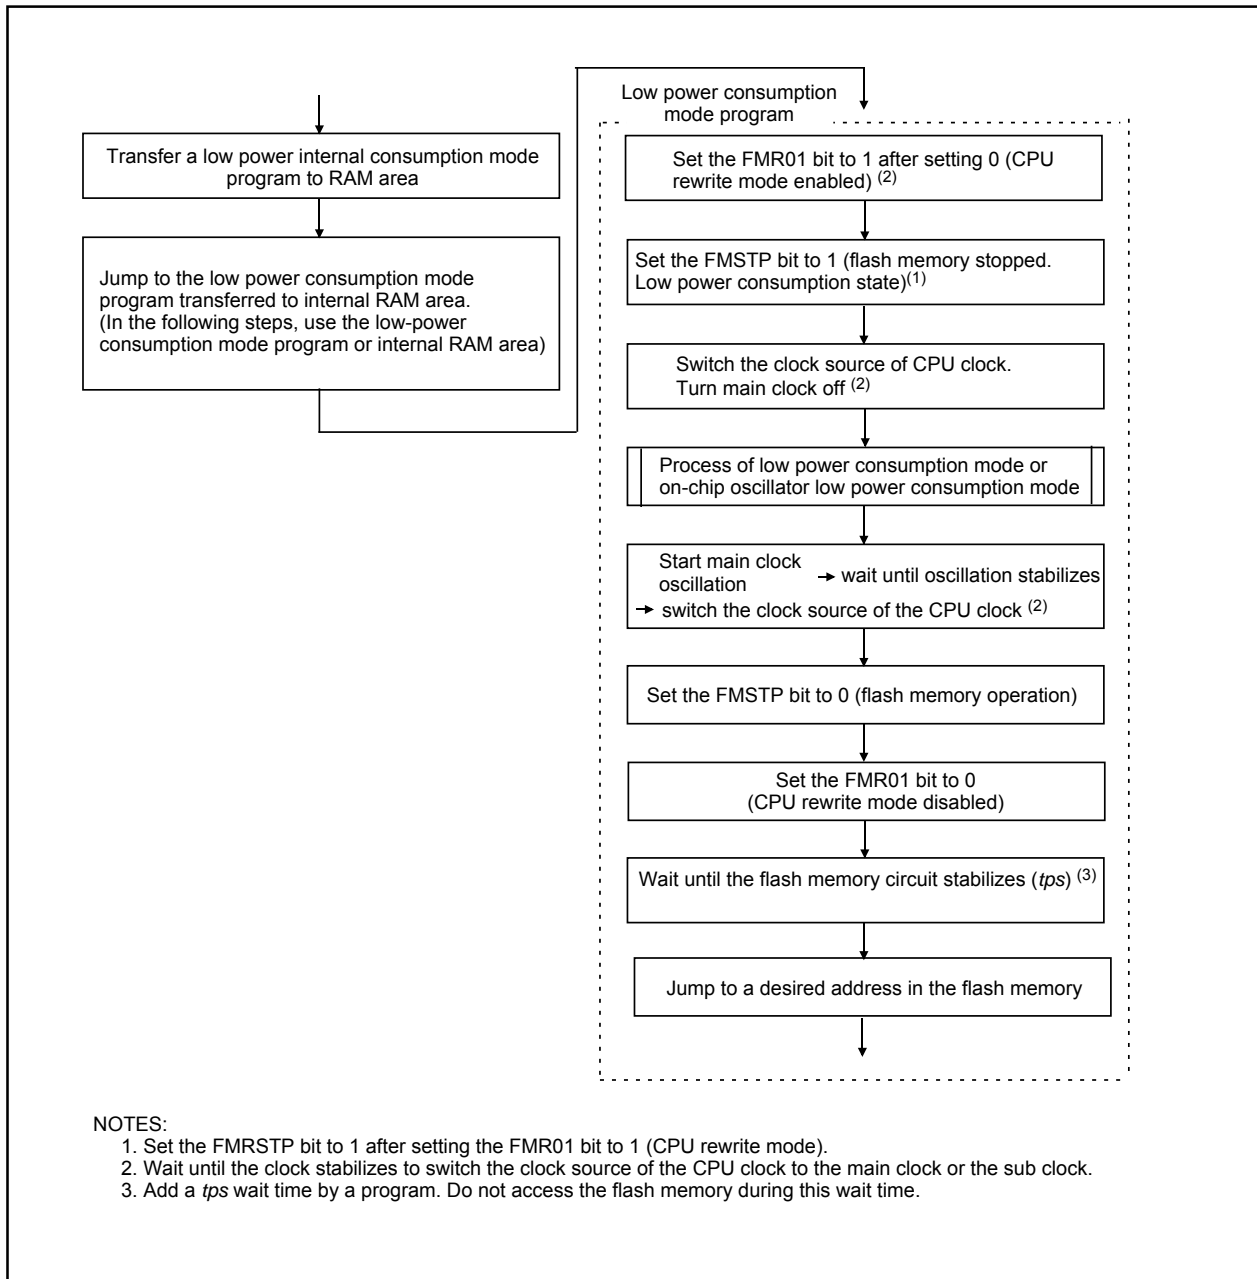 Transfer a low power internal consumption mode
program to RAM area
Jump to the low power consumption mode
program transferred to internal RAM area.
(In the following steps, use the low-power
consumption mode program or internal RAM area)
Low power consumption
mode program
Set the FMR01 bit to 1 after setting 0 (CPU
rewrite mode enabled) (2)
Set the FMSTP bit to 1 (flash memory stopped.
Low power consumption state)(1)
Switch the clock source of CPU clock.
Turn main clock off (2)
Process of low power consumption mode or
on-chip oscillator low power consumption mode
Start main clock
oscillation → wait until oscillation stabilizes
→ switch the clock source of the CPU clock (2)
Set the FMSTP bit to 0 (flash memory operation)
Set the FMR01 bit to 0
(CPU rewrite mode disabled)
Wait until the flash memory circuit stabilizes (tps) (3)
Jump to a desired address in the flash memory
NOTES:
1. Set the FMRSTP bit to 1 after setting the FMR01 bit to 1 (CPU rewrite mode).
2. Wait until the clock stabilizes to switch the clock source of the CPU clock to the main clock or the sub clock.
3. Add a tps wait time by a program. Do not access the flash memory during this wait time.